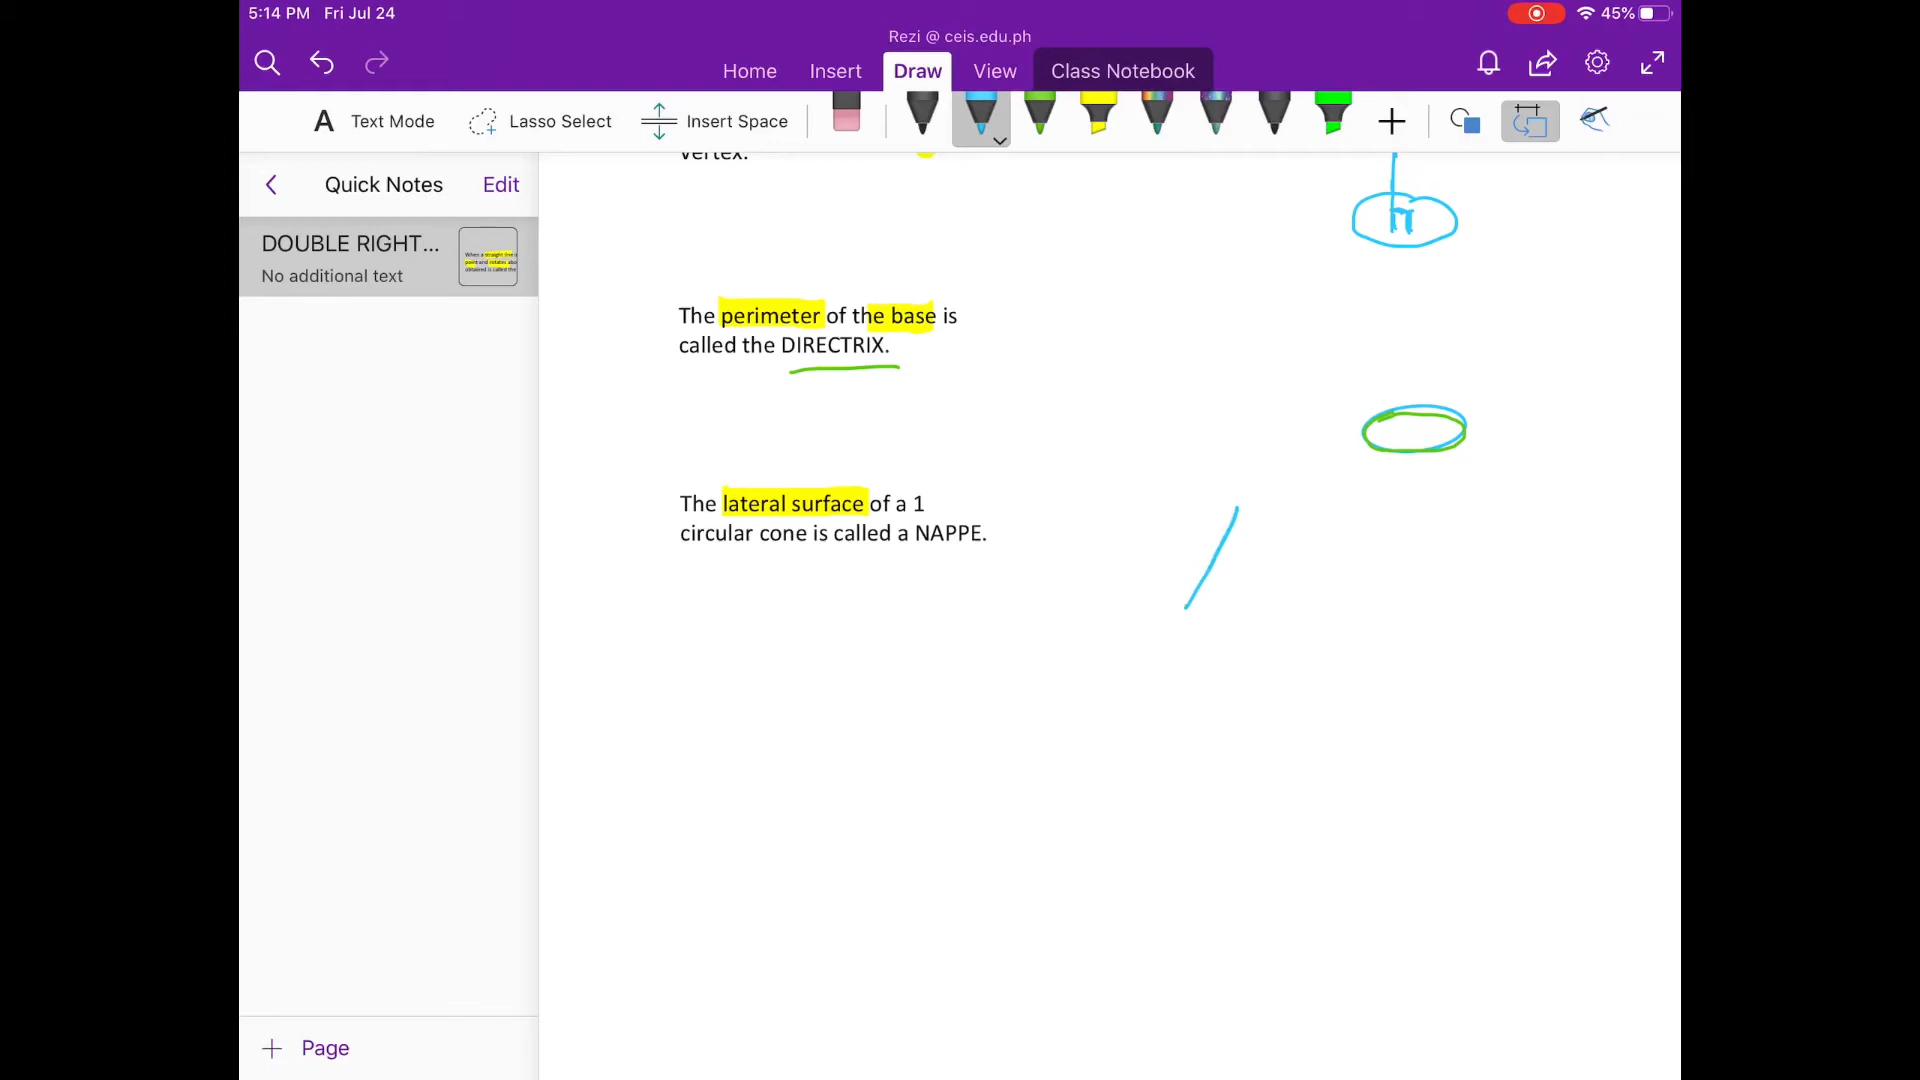 5:14 PM Fri Jul 24
45%
Rezi @ ceis.edu.ph
Home Insert Draw View Class Notebook
A Text Mode Lasso Select Insert Space
Quick Notes Edit
DOUBLE RIGHT...
No additional text
vertex.
h
The perimeter of the base is
called the DIRECTRIX.
The lateral surface of a 1
circular cone is called a NAPPE.
+ Page